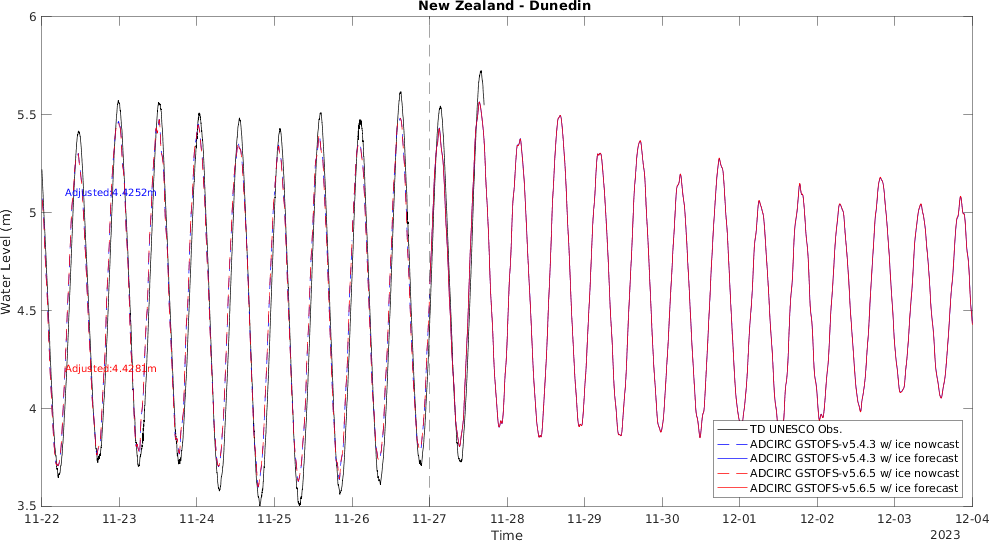 New Zealand - Dunedin
6
5.5
5
4.5
4
3.5
Water Level (m)
Adjusted:4.4252m
Adjusted:4.4281m
TD UNESCO Obs.
ADCIRC GSTOFS-v5.4.3 w/ ice nowcast
ADCIRC GSTOFS-v5.4.3 w/ ice forecast
ADCIRC GSTOFS-v5.6.5 w/ ice nowcast
ADCIRC GSTOFS-v5.6.5 w/ ice forecast
11-22 11-23 11-24 11-25 11-26 11-27 11-28 11-29 11-30 12-01 12-02 12-03 12-04
Time
2023